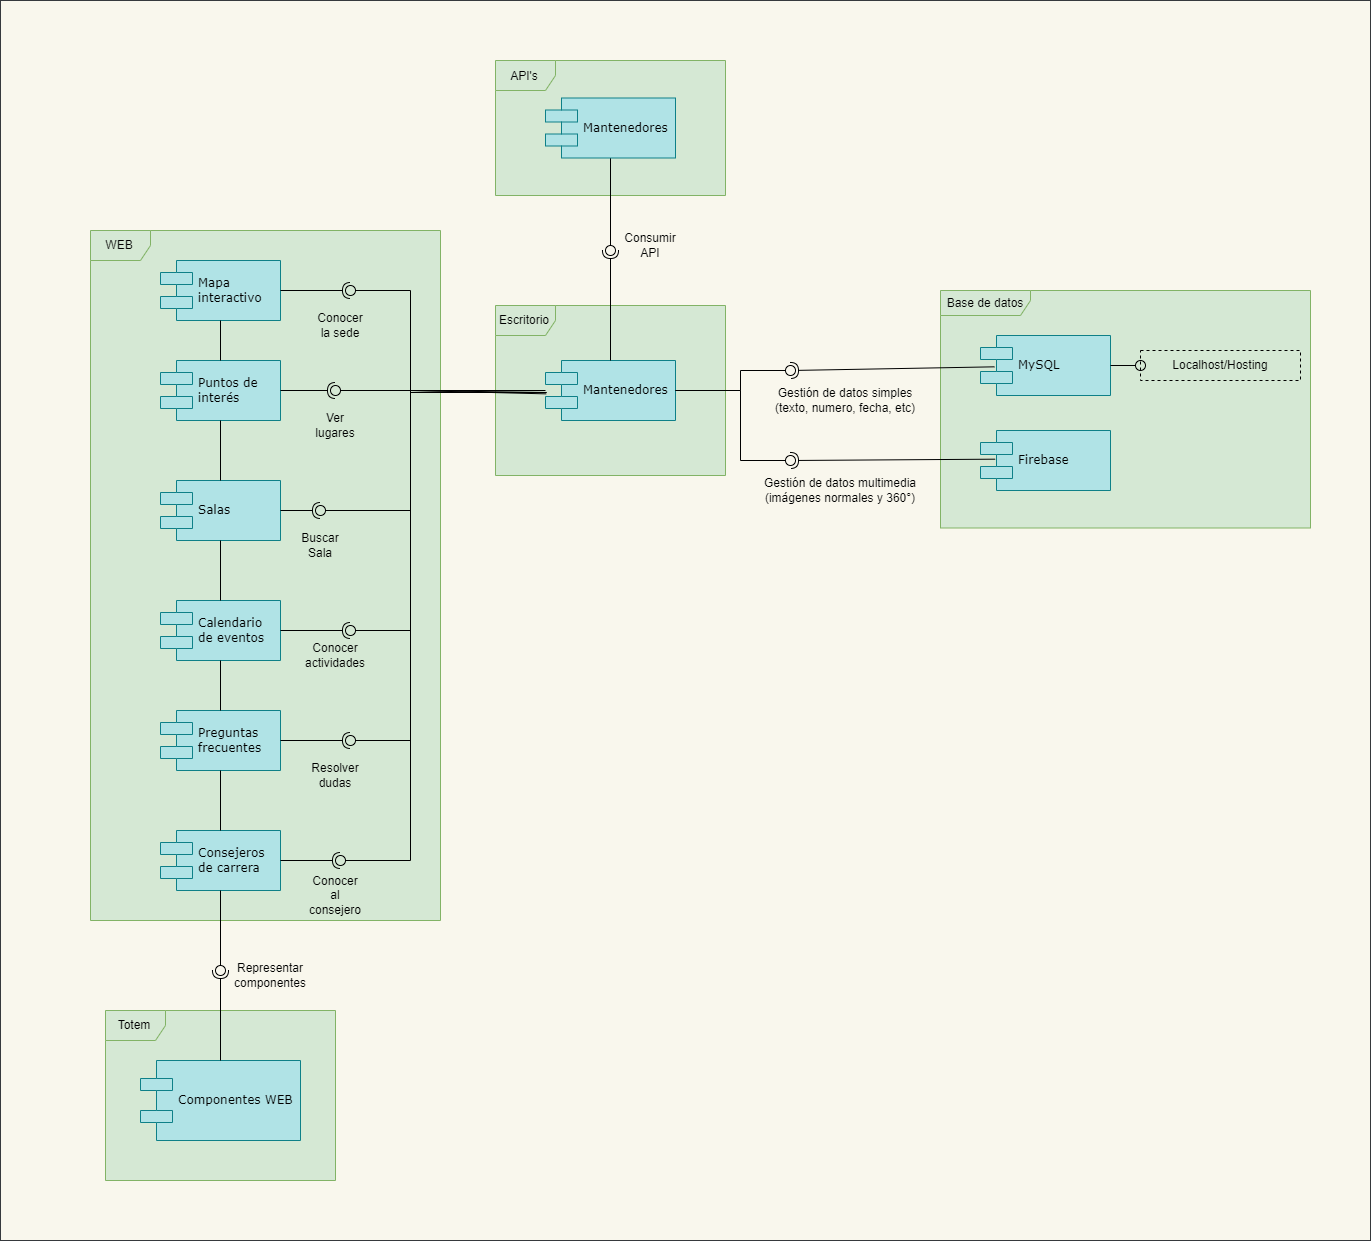 API's
Mantenedores
Consumir
API
WEB
Mapa
interactivo
Conocer
la sede
Puntos de
interés
Ver
lugares
Salas
Buscar
Sala
Calendario
de eventos
Conocer
actividades
Preguntas
frecuentes
Resolver
dudas
Consejeros
de carrera
Conocer
al
consejero
Escritorio
Mantenedores
Gestión de datos simples
(texto, numero, fecha, etc)
Gestión de datos multimedia
(imágenes normales y 360°)
Base de datos
MySQL
Localhost/Hosting
Firebase
Representar
componentes
Totem
Componentes WEB